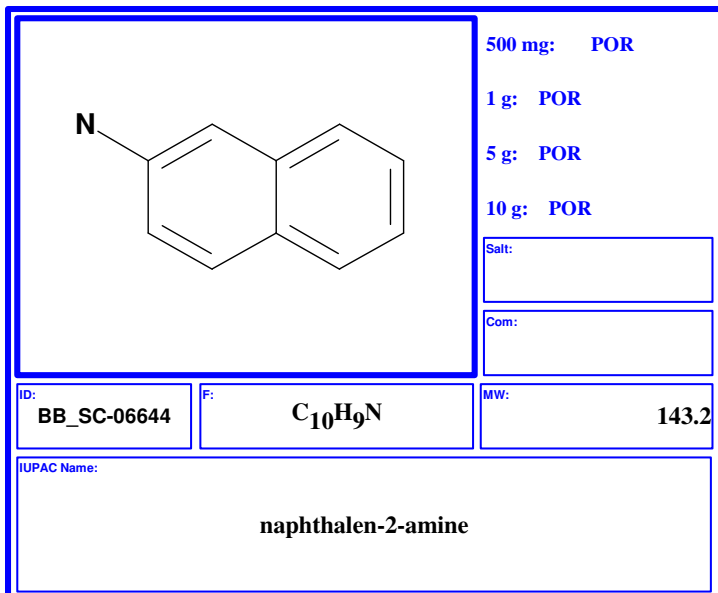 N
500 mg: POR
1 g: POR
5 g: POR
10 g: POR
Salt:
Com:
ID:
BB_SC-06644
F:
C10H9N
MW:
143.2
IUPAC Name:
naphthalen-2-amine